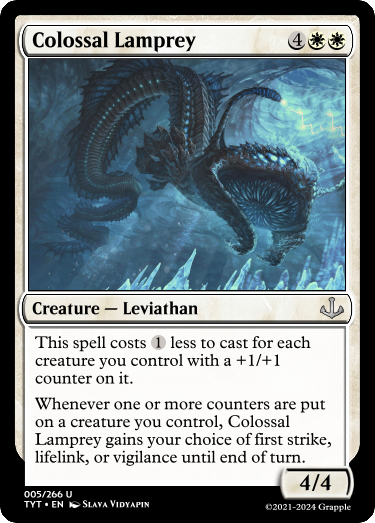 Colossal Lamprey 4
Creature — Leviathan
This spell costs 1 less to cast for each
creature you control with a +1/+1
counter on it.
Whenever one or more counters are put
on a creature you control, Colossal
Lamprey gains your choice of first strike,
lifelink, or vigilance until end of turn.
4/4
005/266 U
TYT • EN Slava Vidyapin
©2021-2024 Grapple